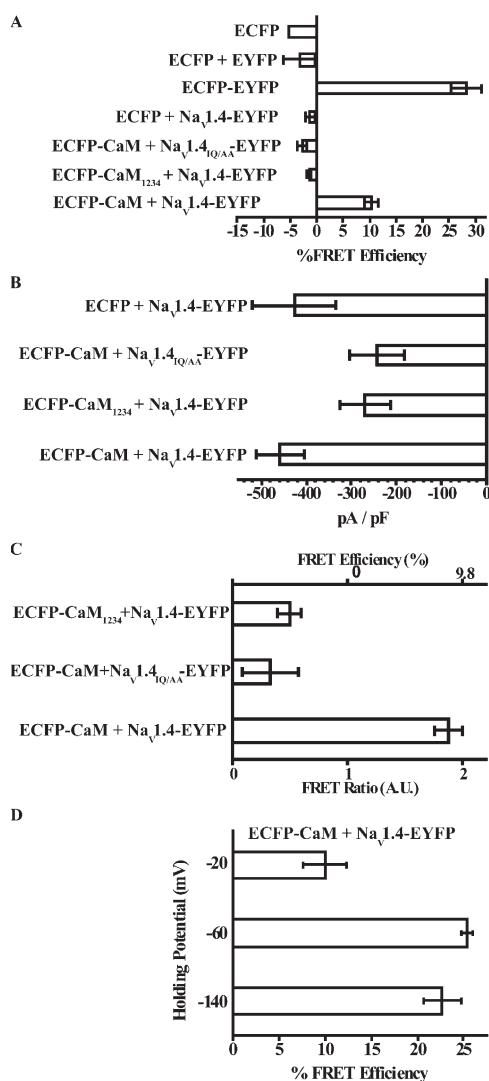 A
ECFP
ECFP + EYFP
ECFP-EYFP
ECFP + NaV1.4-EYFP
ECFP-CaM + NaV1.4IQ/AA-EYFP
ECFP-CaM1234 + NaV1.4-EYFP
ECFP-CaM + NaV1.4-EYFP
-15 -10 -5 0 5 10 15 20 25 30
%FRET Efficiency
B
ECFP + NaV1.4-EYFP
ECFP-CaM + NaV1.4IQ/AA-EYFP
ECFP-CaM1234 + NaV1.4-EYFP
ECFP-CaM + NaV1.4-EYFP
-500 -400 -300 -200 -100 0
pA / pF
C
FRET Efficiency (%)
0 9.8
ECFP-CaM1234+NaV1.4-EYFP
ECFP-CaM+NaV1.4IQ/AA-EYFP
ECFP-CaM + NaV1.4-EYFP
0 1 2
FRET Ratio (A.U.)
D
ECFP-CaM + NaV1.4-EYFP
Holding Potential (mV)
-20
-60
-140
0 5 10 15 20 25
% FRET Efficiency